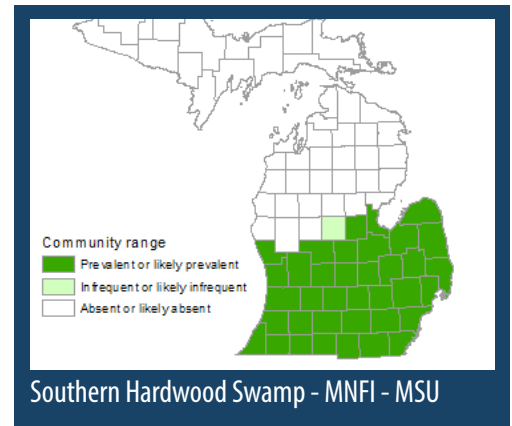 Community range
Prevalent or likely prevalent
Infrequent or likely infrequent
Absent or likely absent
Southern Hardwood Swamp - MNFI - MSU